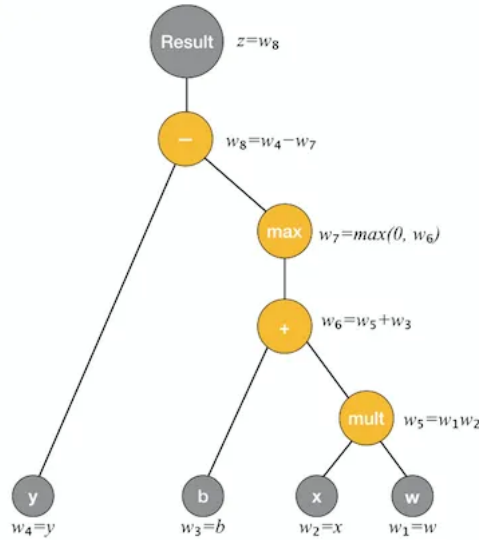 Result z=w₈
− w₈=w₄−w₇
max w₇=max(0, w₆)
+ w₆=w₅+w₃
mult w₅=w₁w₂
y b x w
w₄=y w₃=b w₂=x w₁=w